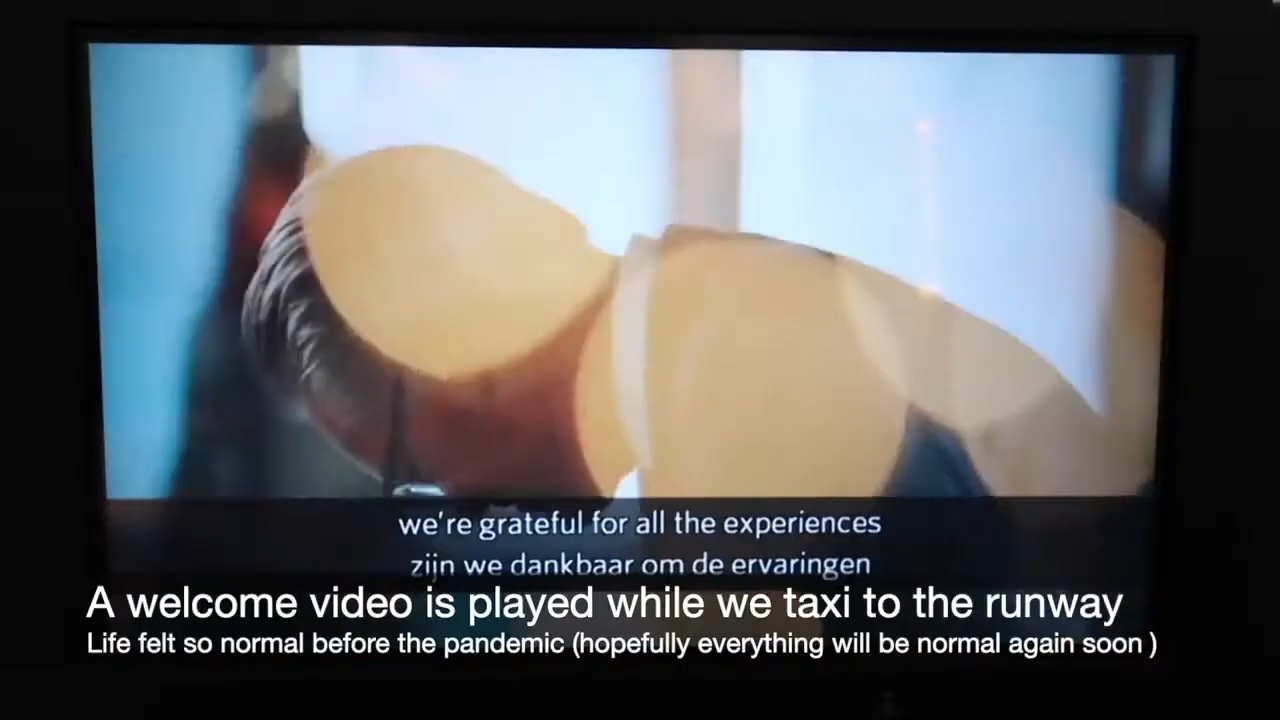 we're grateful for all the experiences
zijn we dankbaar om de ervaringen
A welcome video is played while we taxi to the runway
Life felt so normal before the pandemic (hopefully everything will be normal again soon )